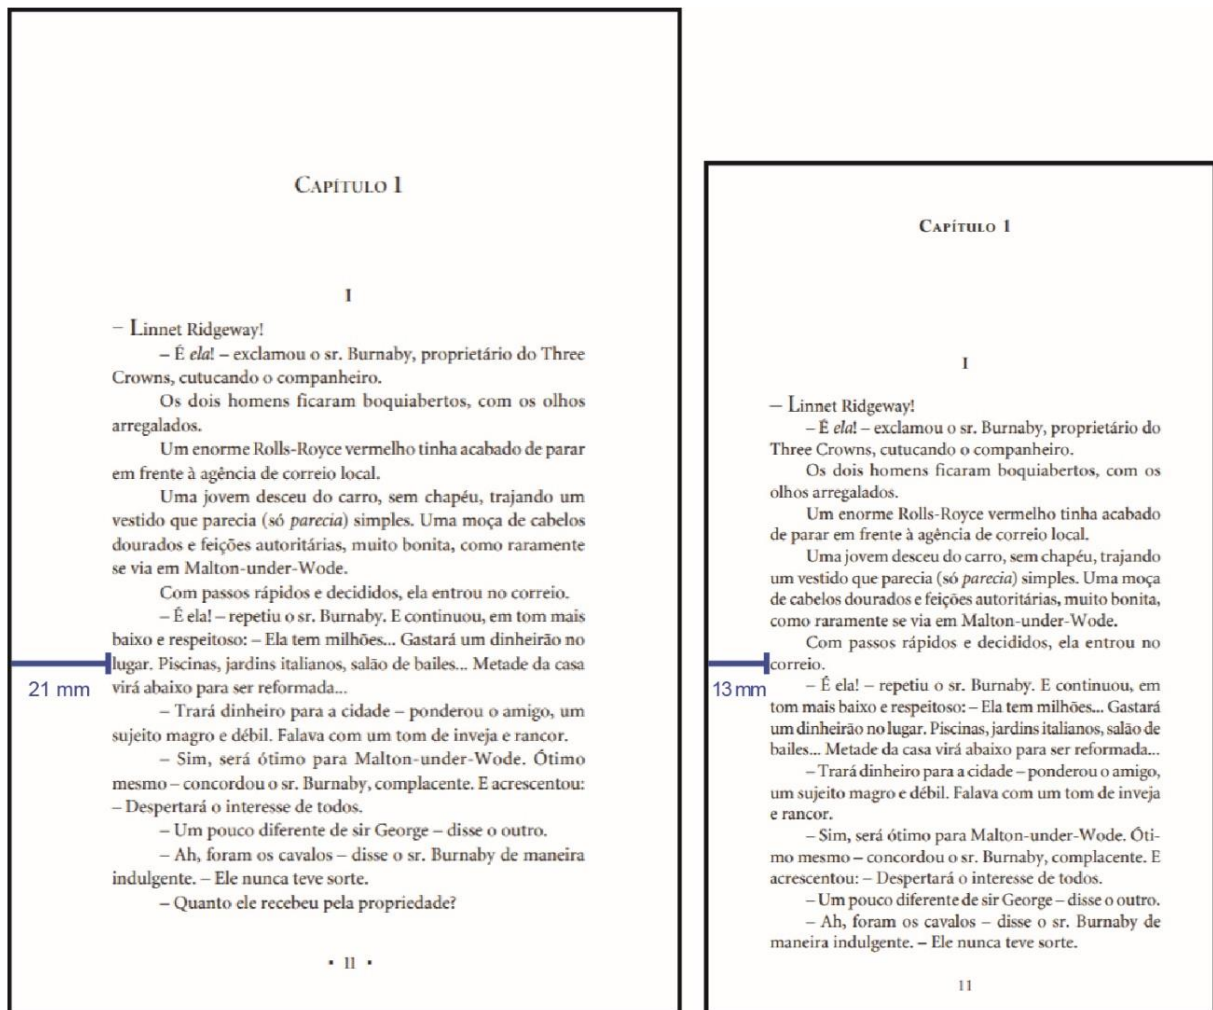 CAPÍTULO 1
I
– Linnet Ridgeway!
– É ela! – exclamou o sr. Burnaby, proprietário do Three
Crowns, cutucando o companheiro.
Os dois homens ficaram boquiabertos, com os olhos
arregalados.
Um enorme Rolls-Royce vermelho tinha acabado de parar
em frente à agência de correio local.
Uma jovem desceu do carro, sem chapéu, trajando um
vestido que parecia (só parecia) simples. Uma moça de cabelos
dourados e feições autoritárias, muito bonita, como raramente
se via em Malton-under-Wode.
Com passos rápidos e decididos, ela entrou no correio.
– É ela! – repetiu o sr. Burnaby. E continuou, em tom mais
baixo e respeitoso: – Ela tem milhões... Gastará um dinheirão no
lugar. Piscinas, jardins italianos, salão de bailes... Metade da casa
21 mm
virá abaixo para ser reformada...
– Trará dinheiro para a cidade – ponderou o amigo, um
sujeito magro e débil. Falava com um tom de inveja e rancor.
– Sim, será ótimo para Malton-under-Wode. Ótimo
mesmo – concordou o sr. Burnaby, complacente. E acrescentou:
– Despertará o interesse de todos.
– Um pouco diferente de sir George – disse o outro.
– Ah, foram os cavalos – disse o sr. Burnaby de maneira
indulgente. – Ele nunca teve sorte.
– Quanto ele recebeu pela propriedade?
• 11 •
CAPÍTULO 1
I
– Linnet Ridgeway!
– É ela! – exclamou o sr. Burnaby, proprietário do
Three Crowns, cutucando o companheiro.
Os dois homens ficaram boquiabertos, com os
olhos arregalados.
Um enorme Rolls-Royce vermelho tinha acabado
de parar em frente à agência de correio local.
Uma jovem desceu do carro, sem chapéu, trajando
um vestido que parecia (só parecia) simples. Uma moça
de cabelos dourados e feições autoritárias, muito bonita,
como raramente se via em Malton-under-Wode.
Com passos rápidos e decididos, ela entrou no
correio.
13 mm
– É ela! – repetiu o sr. Burnaby. E continuou, em
tom mais baixo e respeitoso: – Ela tem milhões... Gastará
um dinheirão no lugar. Piscinas, jardins italianos, salão de
bailes... Metade da casa virá abaixo para ser reformada...
– Trará dinheiro para a cidade – ponderou o amigo,
um sujeito magro e débil. Falava com um tom de inveja
e rancor.
– Sim, será ótimo para Malton-under-Wode. Óti-
mo mesmo – concordou o sr. Burnaby, complacente. E
acrescentou: – Despertará o interesse de todos.
– Um pouco diferente de sir George – disse o outro.
– Ah, foram os cavalos – disse o sr. Burnaby de
maneira indulgente. – Ele nunca teve sorte.
11